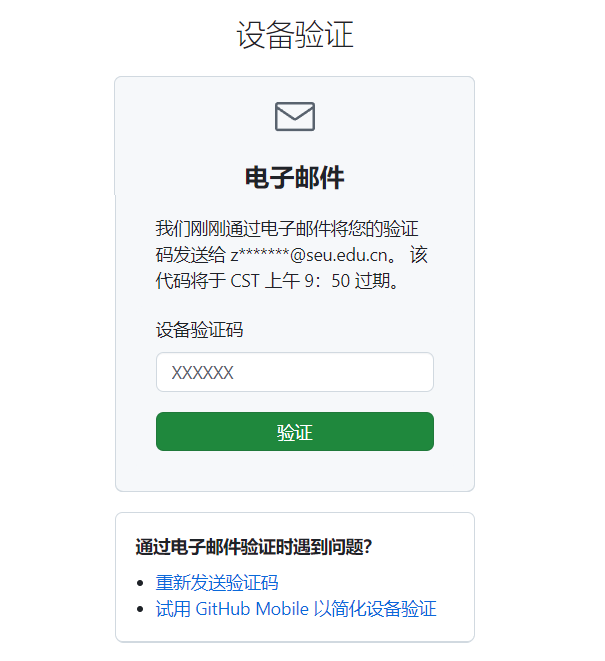 设备验证
电子邮件
我们刚刚通过电子邮件将您的验证
码发送给 z*******@seu.edu.cn。 该
代码将于 CST 上午 9：50 过期。
设备验证码
XXXXXX
验证
通过电子邮件验证时遇到问题？
重新发送验证码
试用 GitHub Mobile 以简化设备验证